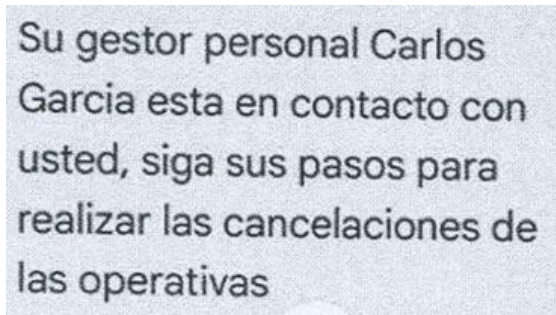 Su gestor personal Carlos
Garcia esta en contacto con
usted, siga sus pasos para
realizar las cancelaciones de
las operativas